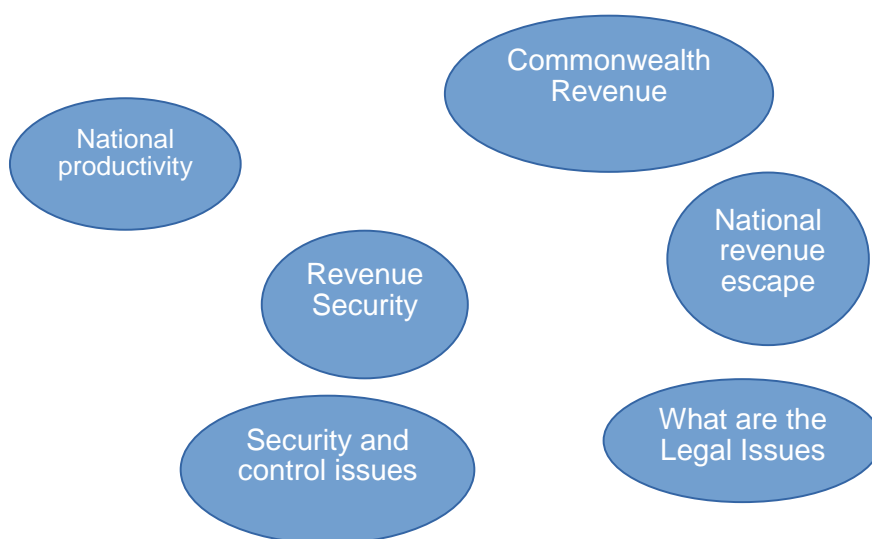 Commonwealth
Revenue
National
productivity
National
revenue
escape
Revenue
Security
What are the
Legal Issues
Security and
control issues